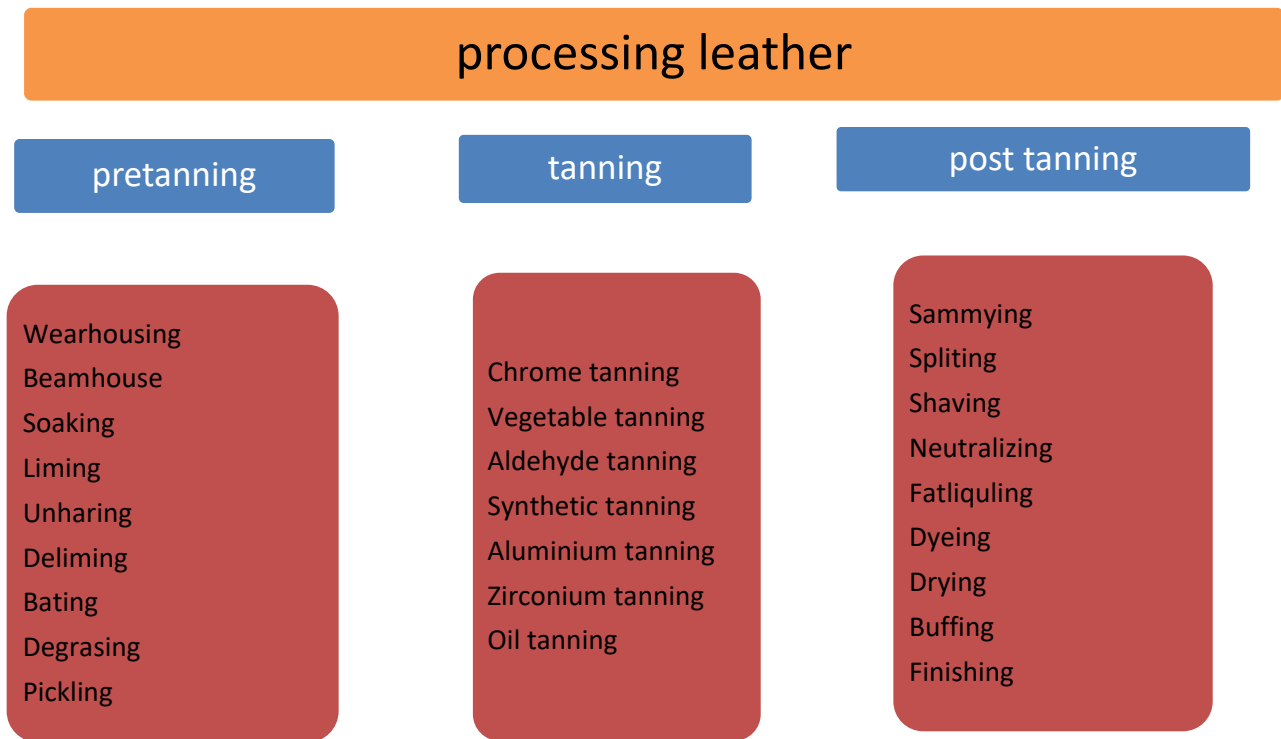 processing leather
pretanning
tanning
post tanning
Wearhousing
Beamhouse
Soaking
Liming
Unharing
Deliming
Bating
Degrasing
Pickling
Chrome tanning
Vegetable tanning
Aldehyde tanning
Synthetic tanning
Aluminium tanning
Zirconium tanning
Oil tanning
Sammying
Spliting
Shaving
Neutralizing
Fatliquling
Dyeing
Drying
Buffing
Finishing